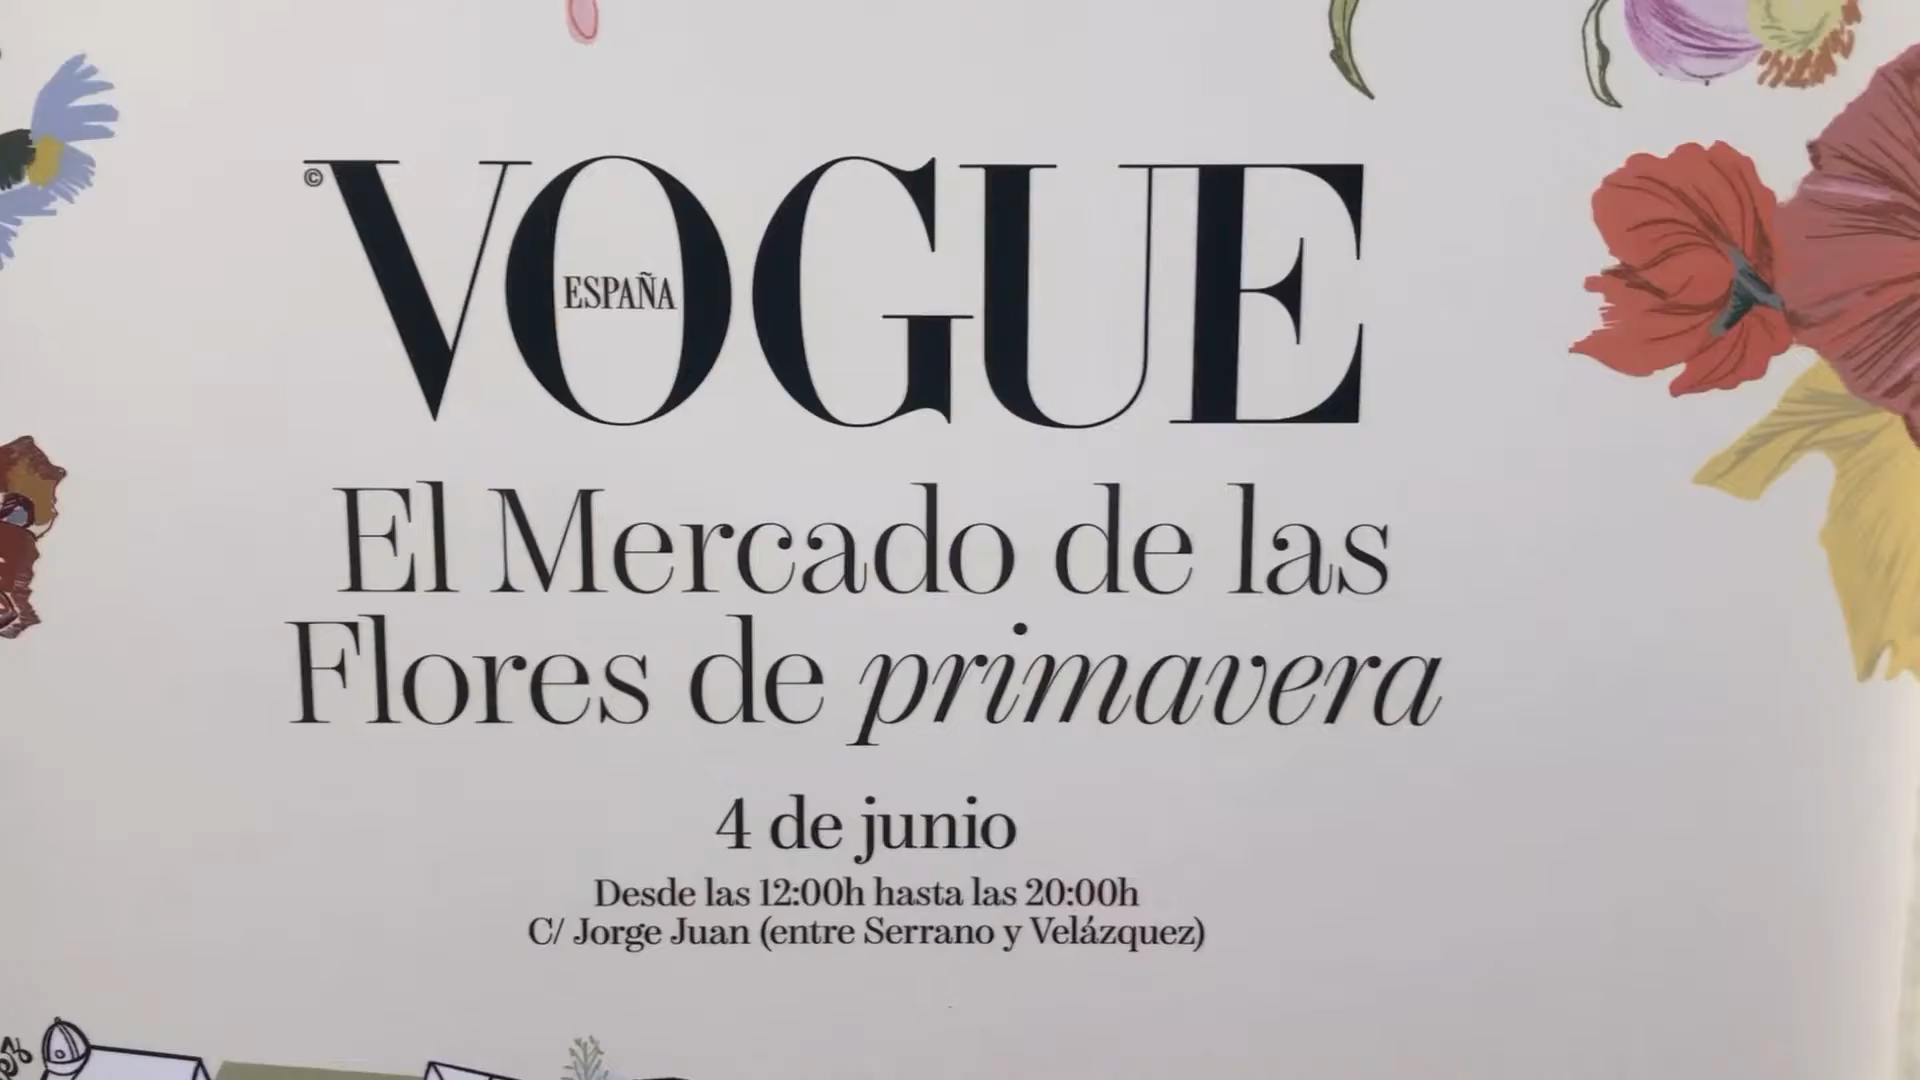 ©
VOGUE
ESPAÑA
El Mercado de las
Flores de primavera
4 de junio
Desde las 12:00h hasta las 20:00h
C/ Jorge Juan (entre Serrano y Velázquez)